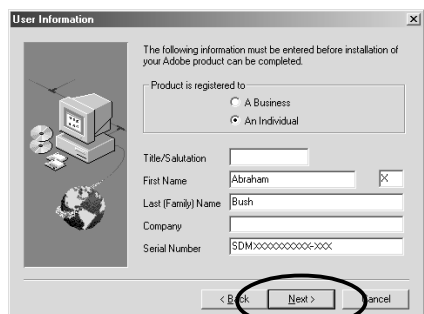 User Information
The following information must be entered before installation of
your Adobe product can be completed.
Product is registered to
A Business
An Individual
Title/Salutation
First Name Abraham X
Last (Family) Name Bush
Company
Serial Number SDMXXXXXXXXXX-XXX
< Back Next > Cancel